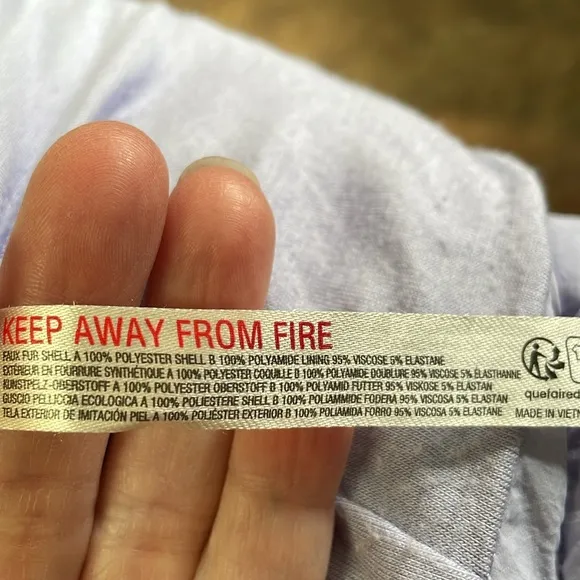 KEEP AWAY FROM FIRE
FAUX FUR SHELL A 100% POLYESTER SHELL B 100% POLYAMIDE LINING 95% VISCOSE 5% ELASTANE
EXTÉRIEUR EN FOURRURE SYNTHÉTIQUE A 100% POLYESTER COQUILLE B 100% POLYAMIDE DOUBLURE 95% VISCOSE 5% ÉLASTHANNE
KUNSTPELZ-OBERSTOFF A 100% POLYESTER OBERSTOFF B 100% POLYAMID FUTTER 95% VISKOSE 5% ELASTAN
GUSCIO PELLICCIA ECOLOGICA A 100% POLIESTERE SHELL B 100% POLIAMMIDE FODERA 95% VISCOSA 5% ELASTAN
TELA EXTERIOR DE IMITACIÓN PIEL A 100% POLIÉSTER EXTERIOR B 100% POLIAMIDA FORRO 95% VISCOSA 5% ELASTANE
quefaired
MADE IN VIETN